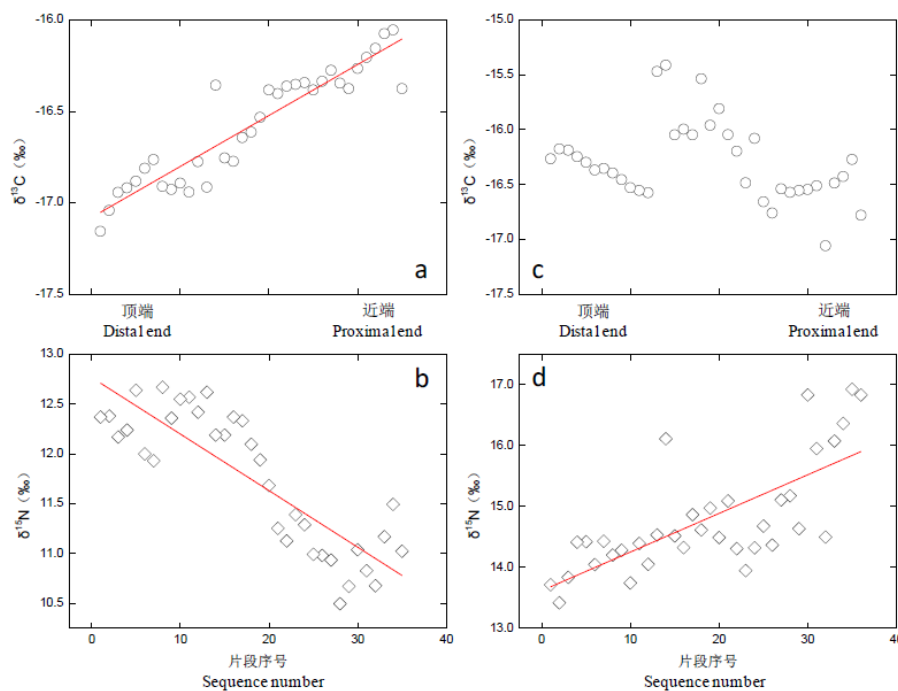 -16.0
-16.5
-17.0
-17.5
δ¹³C（‰）
a
顶端
Distal end
近端
Proximal end
-15.0
-15.5
-16.0
-16.5
-17.0
-17.5
δ¹³C（‰）
c
顶端
Distal end
近端
Proximal end
13.0
12.5
12.0
11.5
11.0
10.5
δ¹⁵N（‰）
b
0
10
20
30
40
片段序号
Sequence number
17.0
16.0
15.0
14.0
13.0
δ¹⁵N（‰）
d
0
10
20
30
40
片段序号
Sequence number